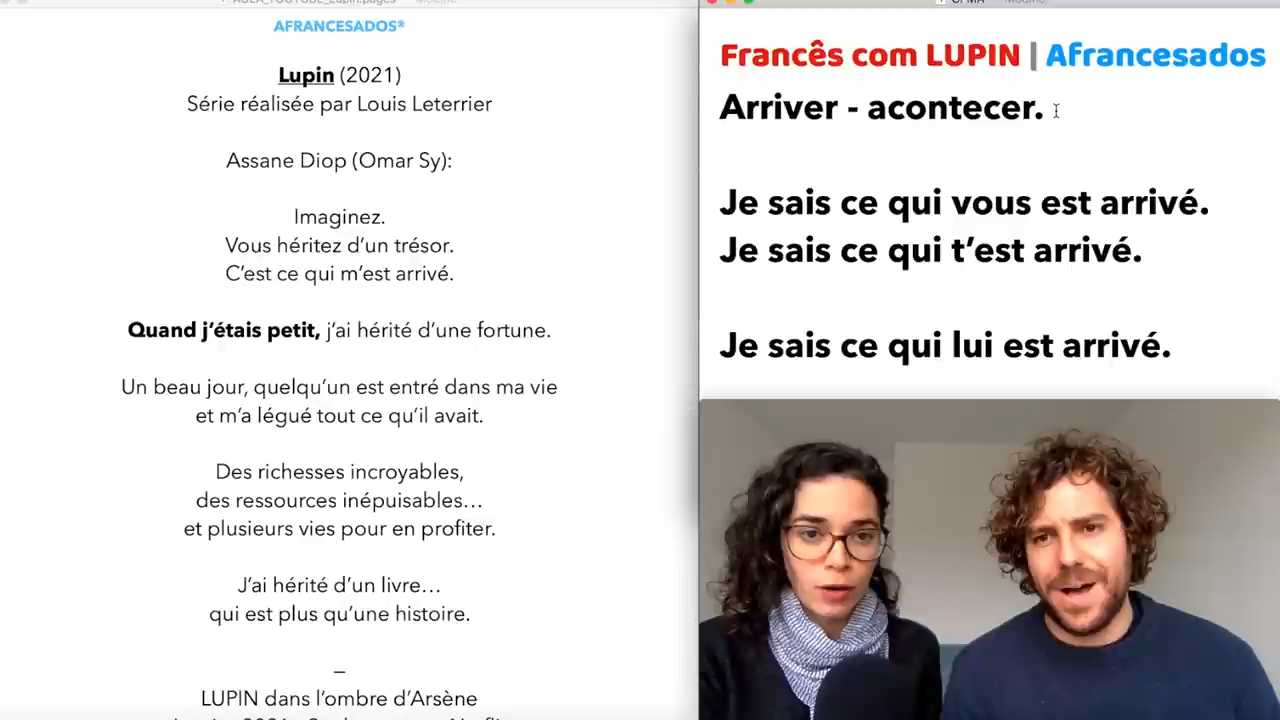 AFRANCESADOS*
Lupin (2021)
Série réalisée par Louis Leterrier
Assane Diop (Omar Sy):
Imaginez.
Vous héritez d’un trésor.
C’est ce qui m’est arrivé.
Quand j’étais petit, j’ai hérité d’une fortune.
Un beau jour, quelqu’un est entré dans ma vie
et m’a légué tout ce qu’il avait.
Des richesses incroyables,
des ressources inépuisables…
et plusieurs vies pour en profiter.
J’ai hérité d’un livre…
qui est plus qu’une histoire.
—
LUPIN dans l’ombre d’Arsène
Francês com LUPIN | Afrancesados
Arriver - acontecer.
Je sais ce qui vous est arrivé.
Je sais ce qui t’est arrivé.
Je sais ce qui lui est arrivé.